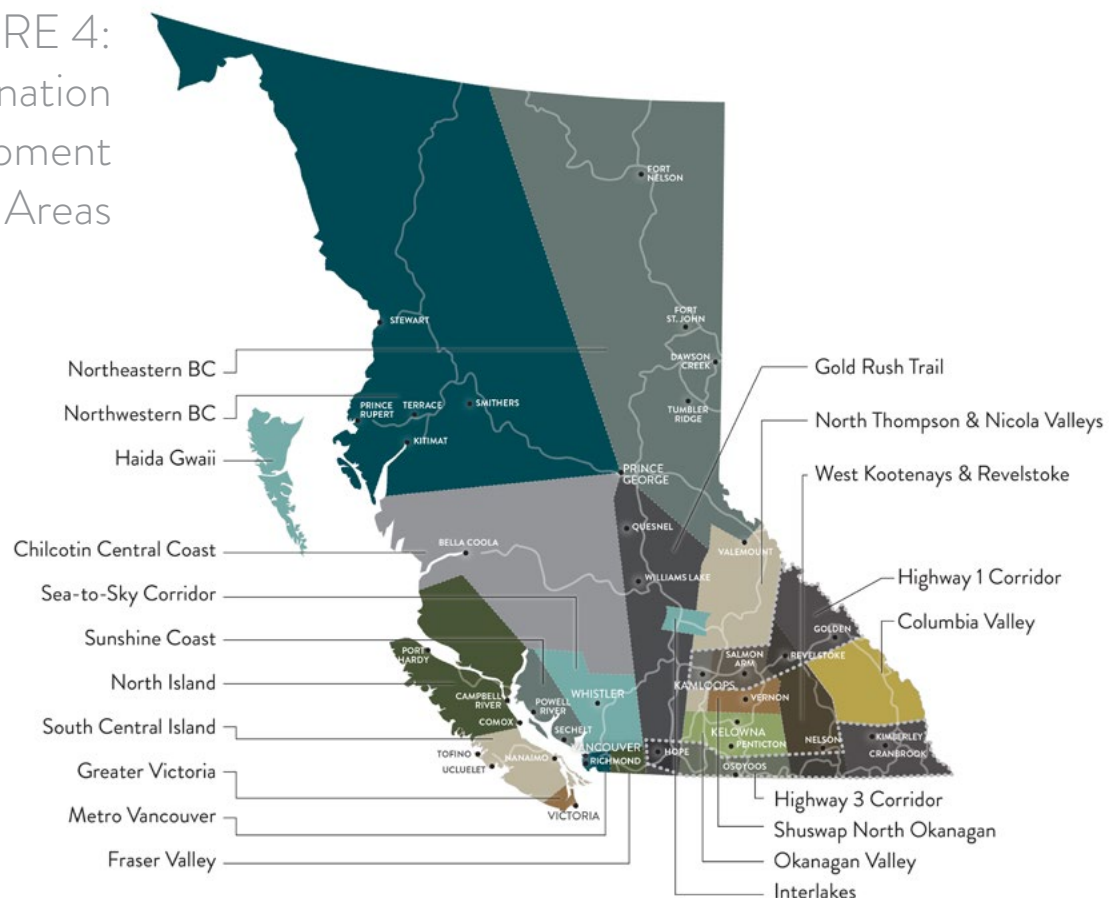 RE 4:
nation
oment
Areas
FORT
NELSON
FORT
ST. JOHN
DAWSON
CREEK
TUMBLER
RIDGE
STEWART
PRINCE
RUPERT
TERRACE
SMITHERS
KITIMAT
PRINCE
GEORGE
QUESNEL
WILLIAMS LAKE
VALEMOUNT
BELLA COOLA
GOLDEN
REVELSTOKE
SALMON
ARM
KAMLOOPS
VERNON
KELOWNA
PENTICTON
OSOYOOS
NELSON
KIMBERLEY
CRANBROOK
HOPE
PORT
HARDY
CAMPBELL
RIVER
COMOX
POWELL
RIVER
WHISTLER
SECHELT
VANCOUVER
RICHMOND
NANAIMO
TOFINO
UCLUELET
VICTORIA
Northeastern BC
Northwestern BC
Haida Gwaii
Chilcotin Central Coast
Sea-to-Sky Corridor
Sunshine Coast
North Island
South Central Island
Greater Victoria
Metro Vancouver
Fraser Valley
Gold Rush Trail
North Thompson & Nicola Valleys
West Kootenays & Revelstoke
Highway 1 Corridor
Columbia Valley
Highway 3 Corridor
Shuswap North Okanagan
Okanagan Valley
Interlakes